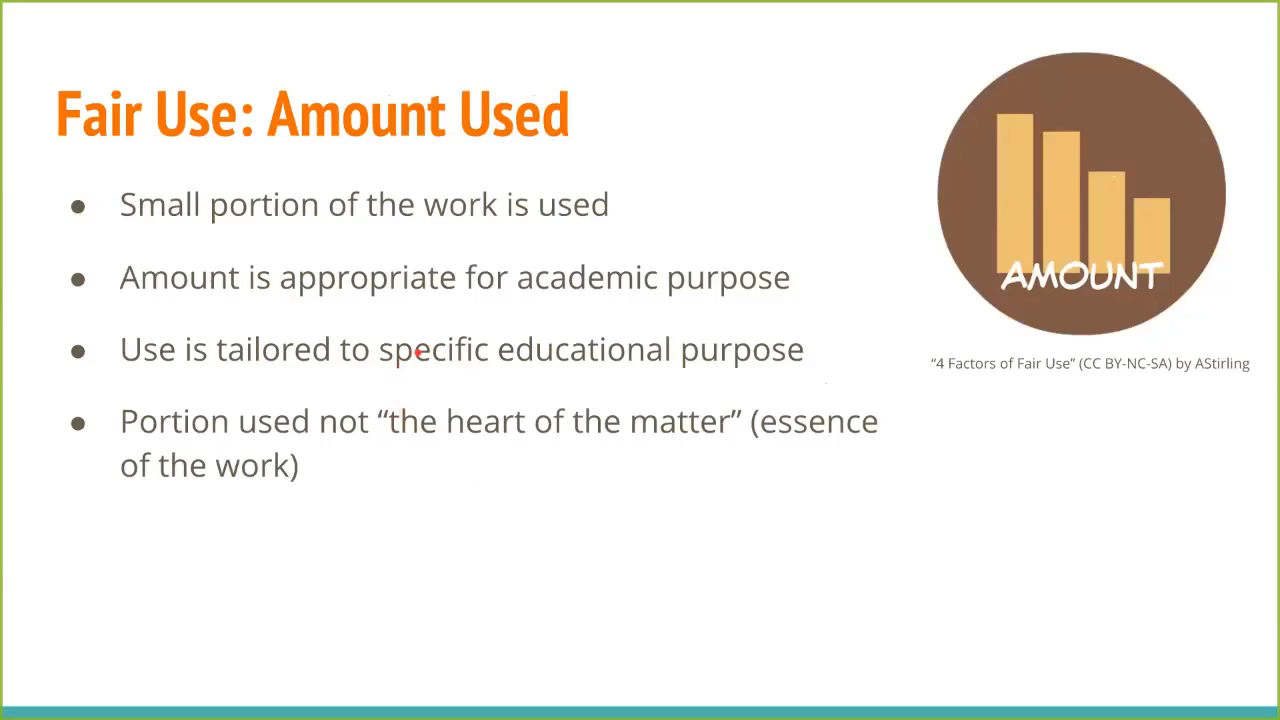 Fair Use: Amount Used
● Small portion of the work is used
● Amount is appropriate for academic purpose
● Use is tailored to specific educational purpose
● Portion used not “the heart of the matter” (essence
of the work)
AMOUNT
“4 Factors of Fair Use” (CC BY-NC-SA) by AStirling